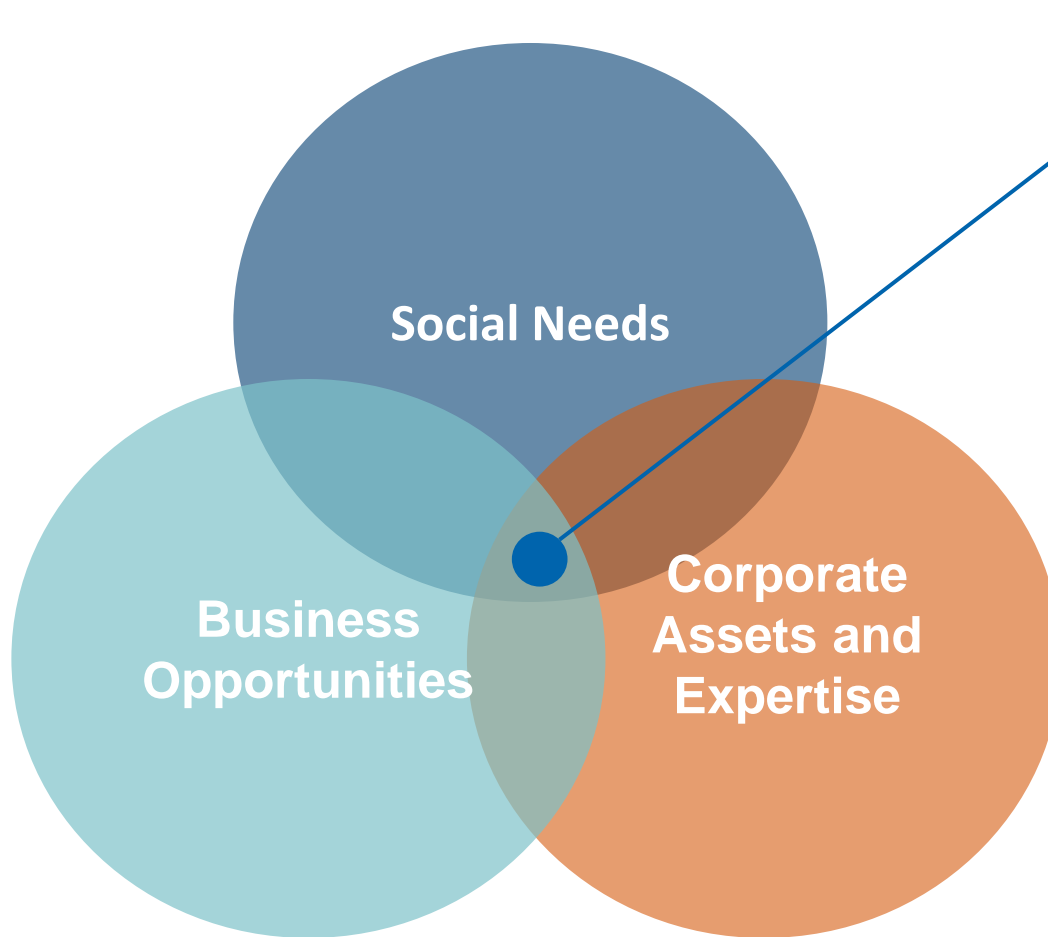 Social Needs
Business
Opportunities
Corporate
Assets and
Expertise